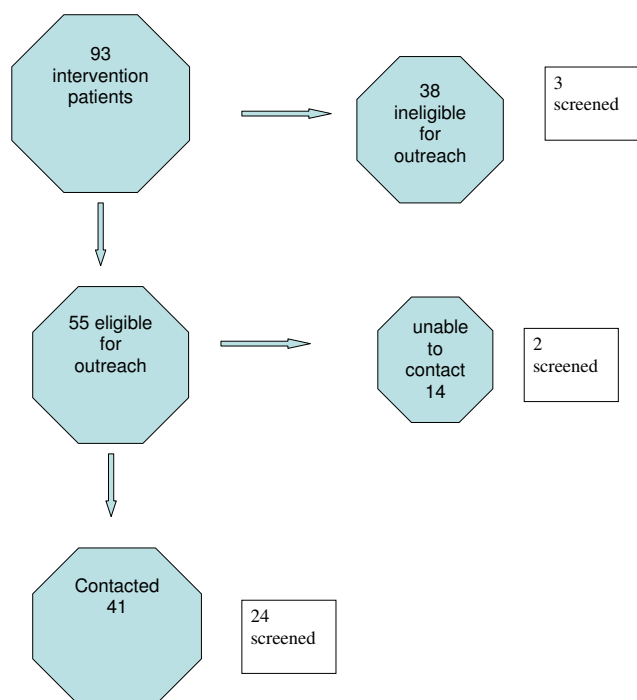 93
intervention
patients
38
ineligible
for
outreach
3
screened
55 eligible
for
outreach
unable
to
contact
14
2
screened
Contacted
41
24
screened